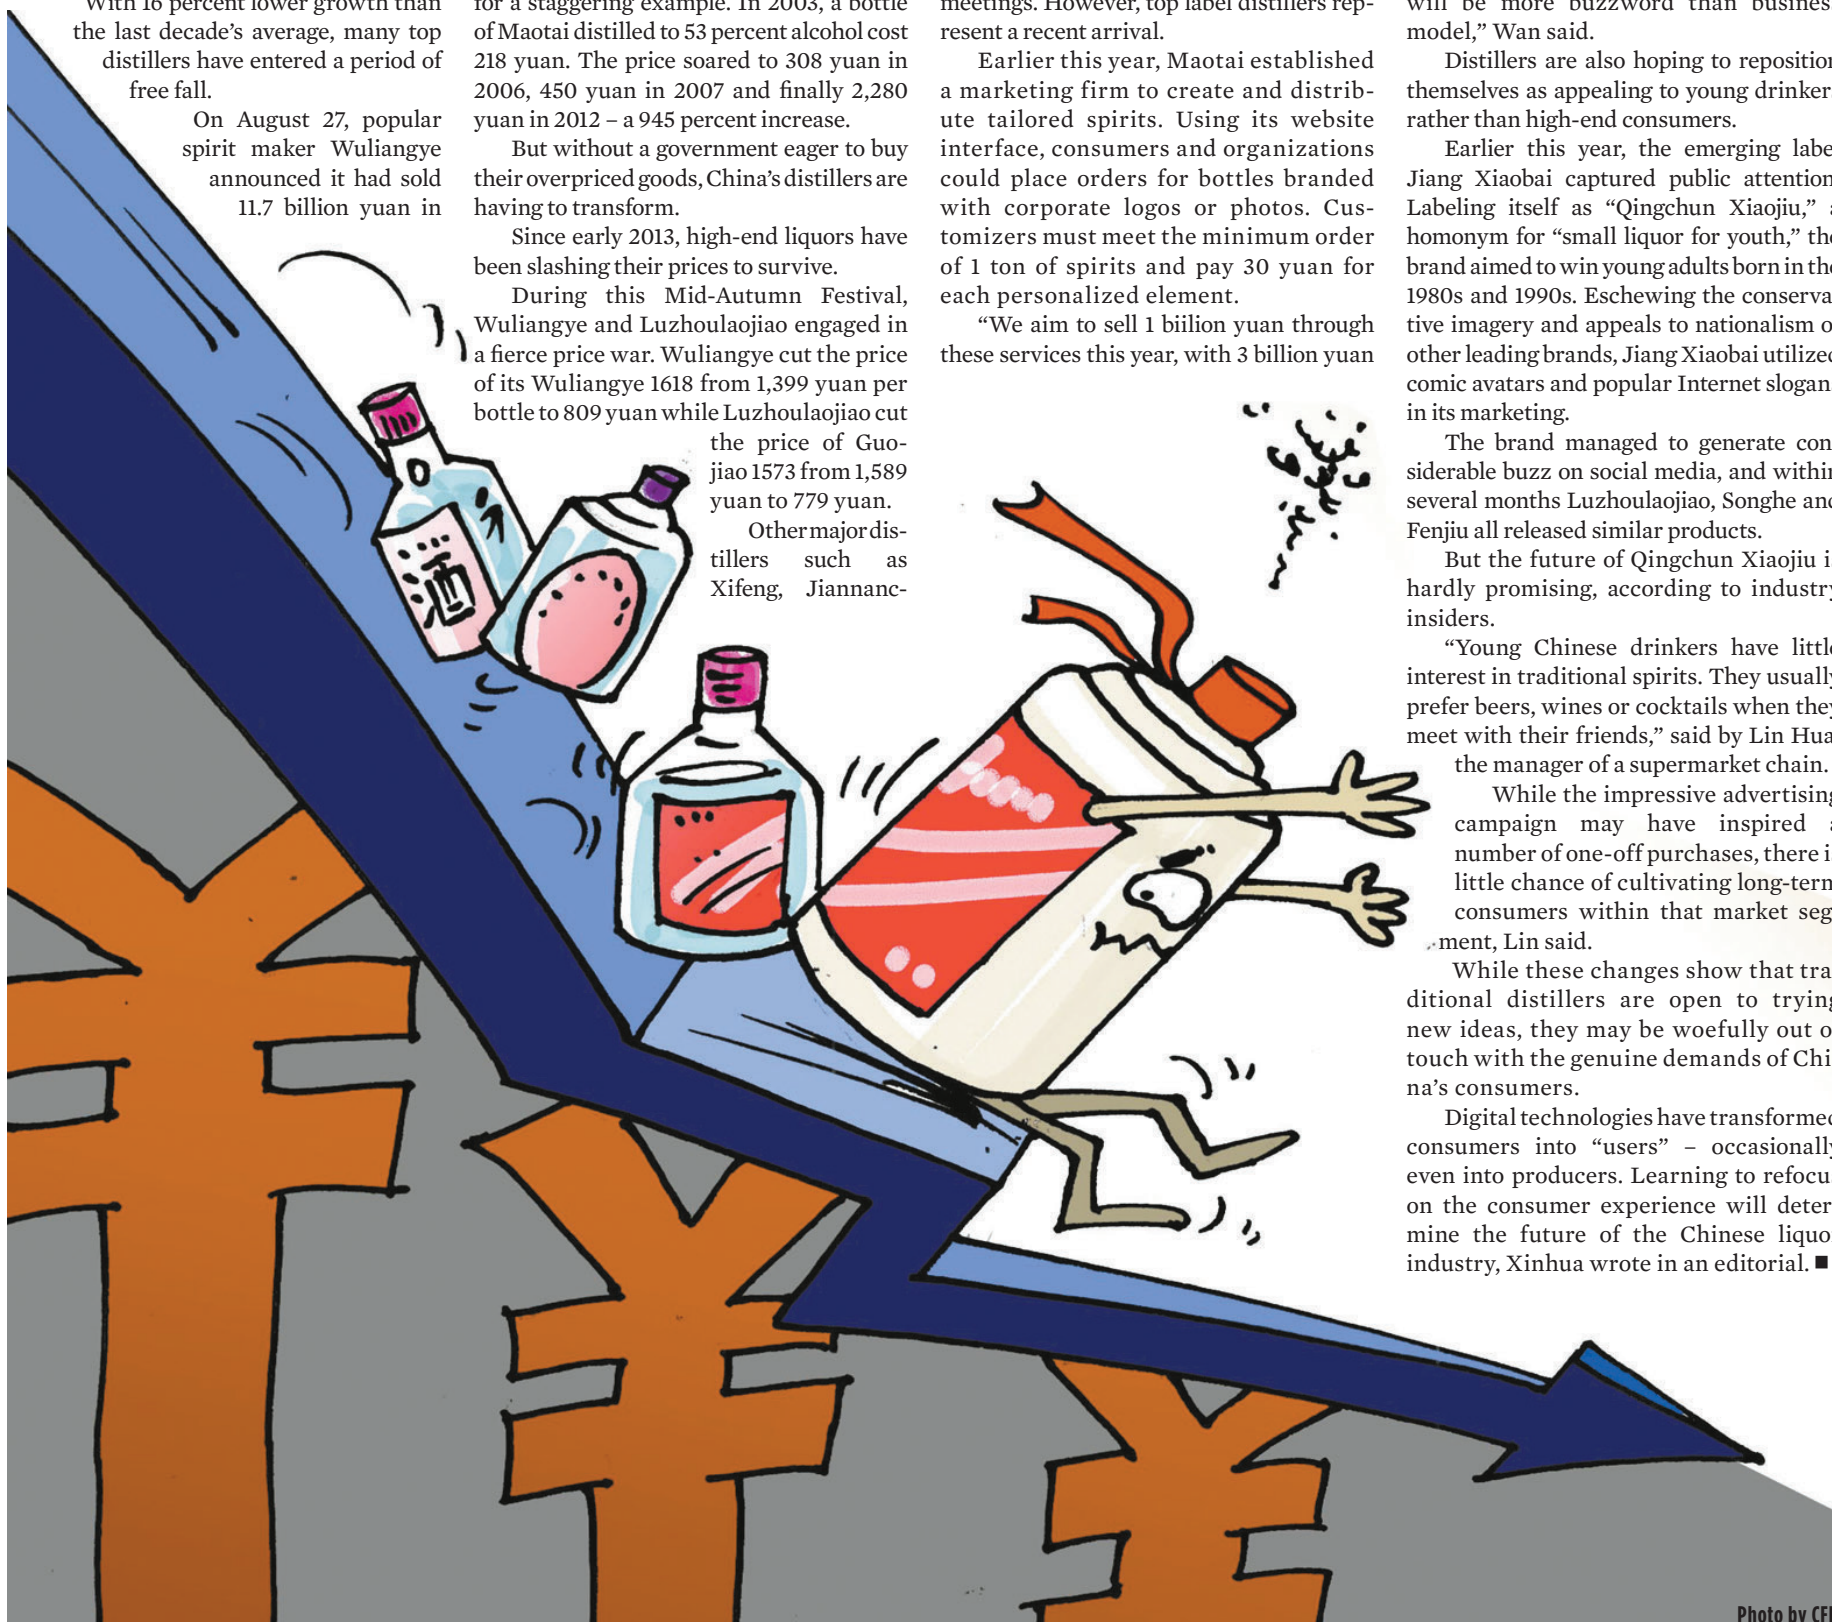 With 16 percent lower growth than
the last decade’s average, many top
distillers have entered a period of
free fall.
On August 27, popular
spirit maker Wuliangye
announced it had sold
11.7 billion yuan in
for a staggering example. In 2003, a bottle
of Maotai distilled to 53 percent alcohol cost
218 yuan. The price soared to 308 yuan in
2006, 450 yuan in 2007 and finally 2,280
yuan in 2012 – a 945 percent increase.
But without a government eager to buy
their overpriced goods, China’s distillers are
having to transform.
Since early 2013, high-end liquors have
been slashing their prices to survive.
During this Mid-Autumn Festival,
Wuliangye and Luzhoulaojiao engaged in
a fierce price war. Wuliangye cut the price
of its Wuliangye 1618 from 1,399 yuan per
bottle to 809 yuan while Luzhoulaojiao cut
the price of Guo-
jiao 1573 from 1,589
yuan to 779 yuan.
Other major dis-
tillers such as
Xifeng, Jiannanc-
meetings. However, top label distillers rep-
resent a recent arrival.
Earlier this year, Maotai established
a marketing firm to create and distrib-
ute tailored spirits. Using its website
interface, consumers and organizations
could place orders for bottles branded
with corporate logos or photos. Cus-
tomizers must meet the minimum order
of 1 ton of spirits and pay 30 yuan for
each personalized element.
“We aim to sell 1 biilion yuan through
these services this year, with 3 billion yuan
will be more buzzword than busines
model,” Wan said.
Distillers are also hoping to reposition
themselves as appealing to young drinker
rather than high-end consumers.
Earlier this year, the emerging labe
Jiang Xiaobai captured public attention
Labeling itself as “Qingchun Xiaojiu,” a
homonym for “small liquor for youth,” the
brand aimed to win young adults born in the
1980s and 1990s. Eschewing the conserva
tive imagery and appeals to nationalism o
other leading brands, Jiang Xiaobai utilized
comic avatars and popular Internet slogan
in its marketing.
The brand managed to generate con
siderable buzz on social media, and within
several months Luzhoulaojiao, Songhe and
Fenjiu all released similar products.
But the future of Qingchun Xiaojiu i
hardly promising, according to industry
insiders.
“Young Chinese drinkers have little
interest in traditional spirits. They usually
prefer beers, wines or cocktails when they
meet with their friends,” said by Lin Hua
the manager of a supermarket chain.
While the impressive advertising
campaign may have inspired a
number of one-off purchases, there i
little chance of cultivating long-term
consumers within that market seg
ment, Lin said.
While these changes show that tra
ditional distillers are open to trying
new ideas, they may be woefully out o
touch with the genuine demands of Chi
na’s consumers.
Digital technologies have transformed
consumers into “users” – occasionally
even into producers. Learning to refocu
on the consumer experience will deter
mine the future of the Chinese liquo
industry, Xinhua wrote in an editorial. ■
酒
Photo by CFP